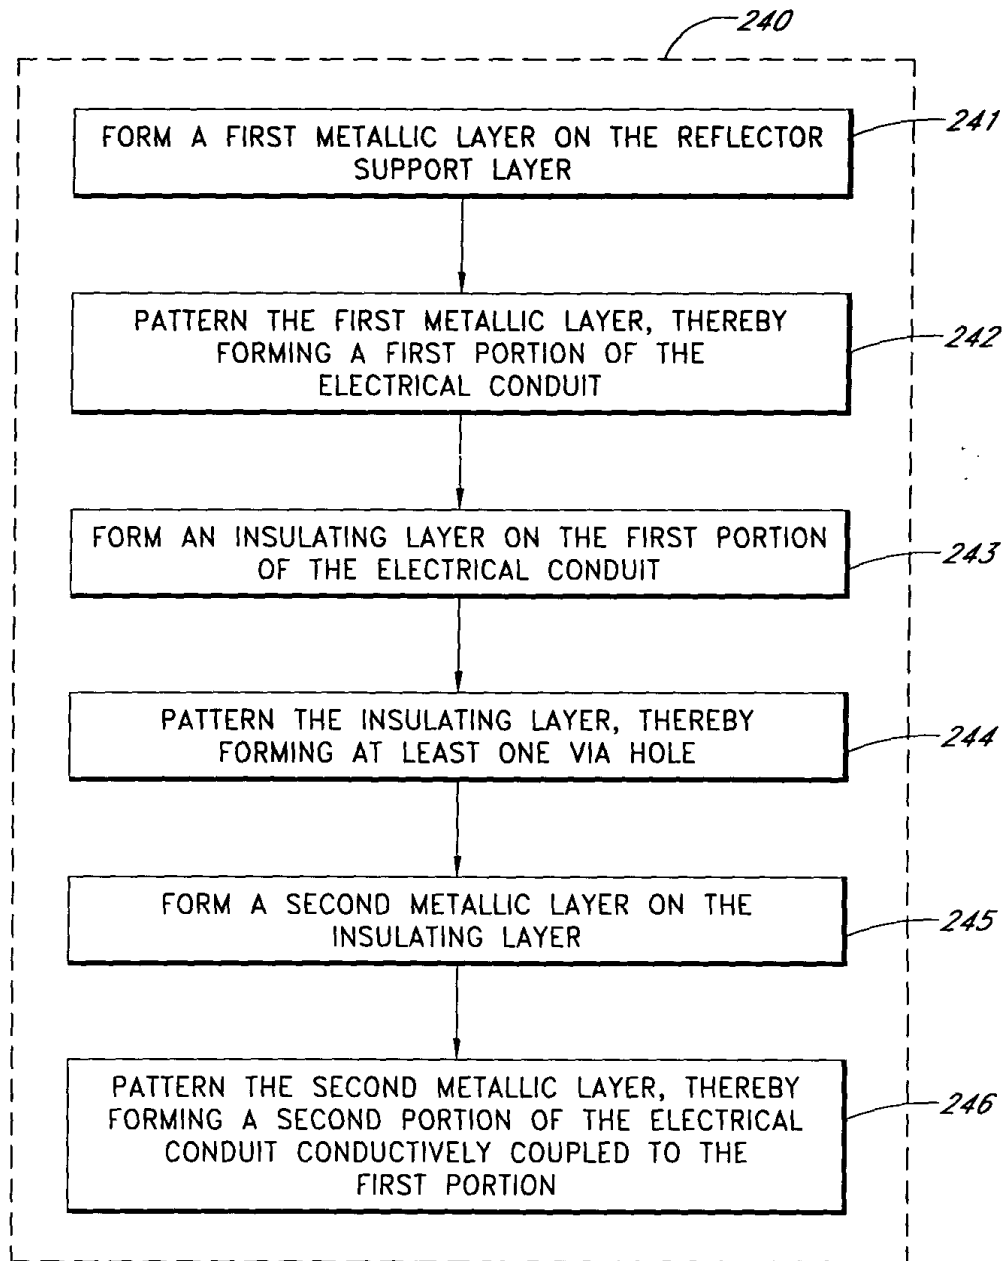 240
FORM A FIRST METALLIC LAYER ON THE REFLECTOR
SUPPORT LAYER
241
PATTERN THE FIRST METALLIC LAYER, THEREBY
FORMING A FIRST PORTION OF THE
ELECTRICAL CONDUIT
242
FORM AN INSULATING LAYER ON THE FIRST PORTION
OF THE ELECTRICAL CONDUIT
243
PATTERN THE INSULATING LAYER, THEREBY
FORMING AT LEAST ONE VIA HOLE
244
FORM A SECOND METALLIC LAYER ON THE
INSULATING LAYER
245
PATTERN THE SECOND METALLIC LAYER, THEREBY
FORMING A SECOND PORTION OF THE ELECTRICAL
CONDUIT CONDUCTIVELY COUPLED TO THE
FIRST PORTION
246